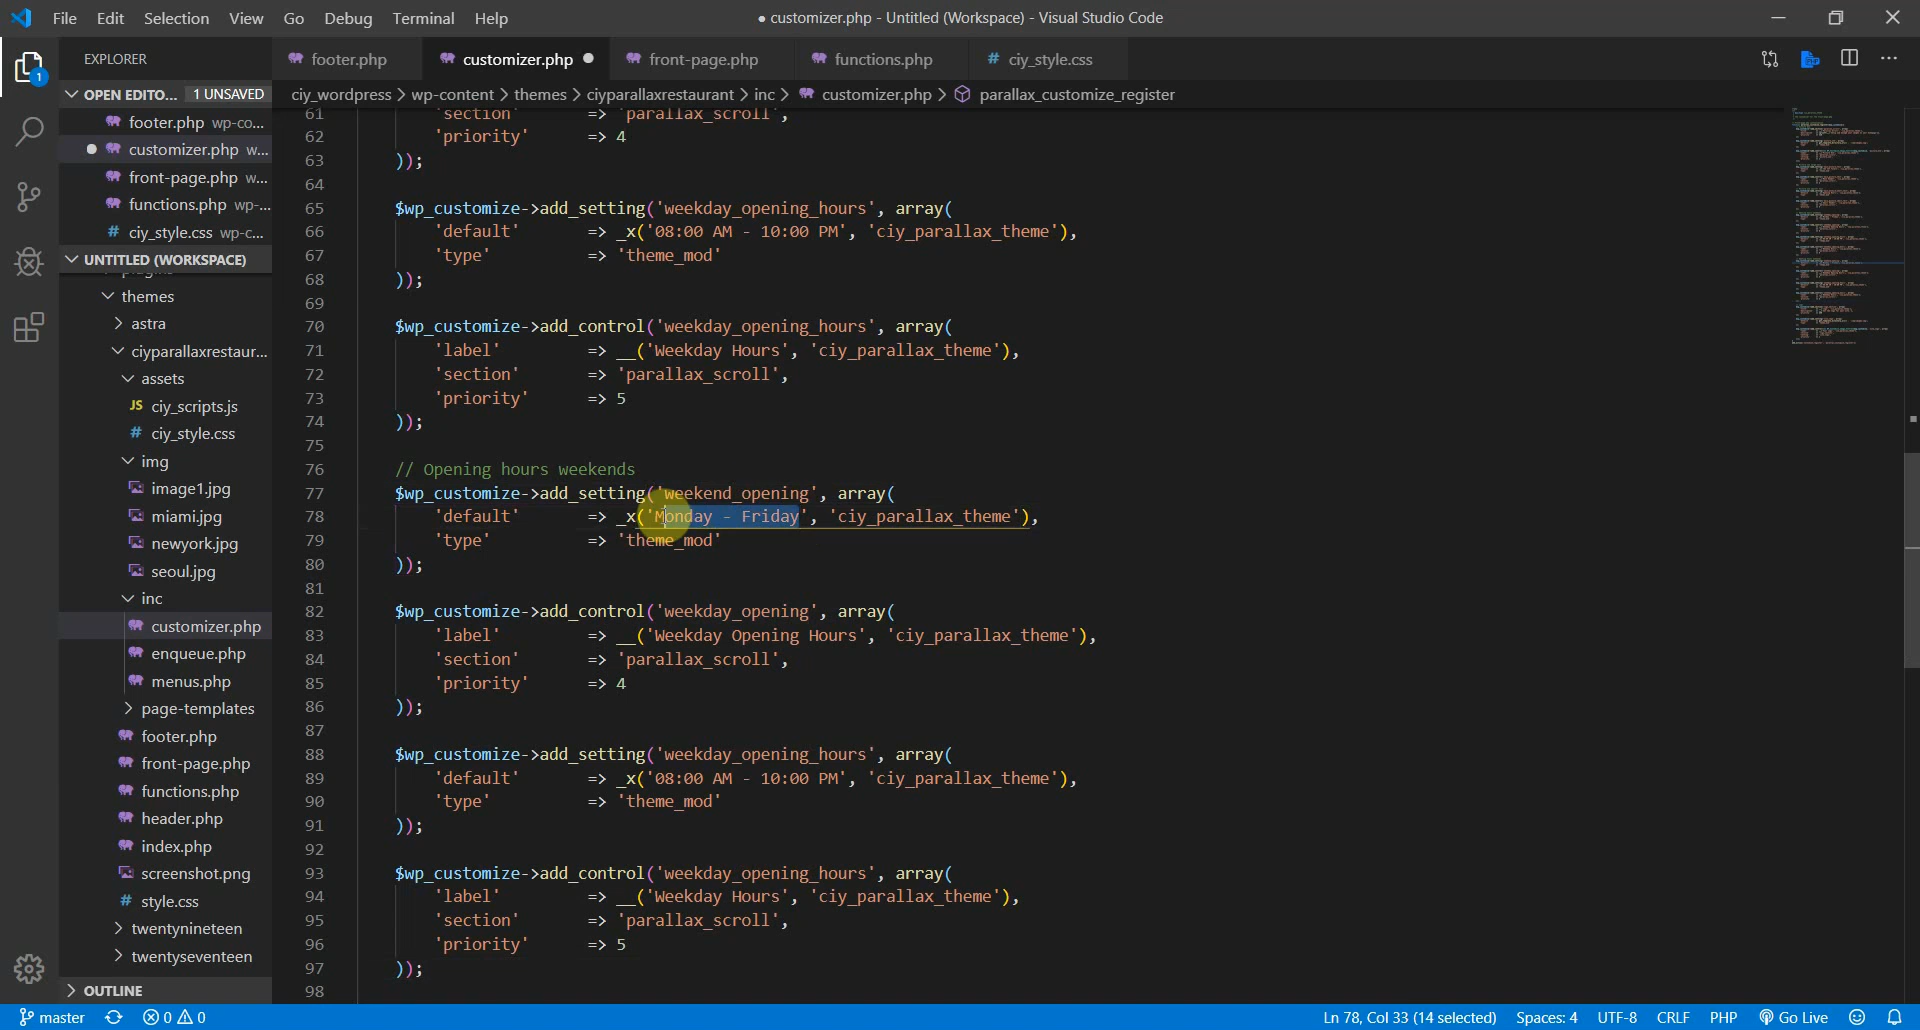 File Edit Selection View Go Debug Terminal Help
● customizer.php - Untitled (Workspace) - Visual Studio Code
EXPLORER
footer.php
customizer.php
front-page.php
functions.php
# ciy_style.css
OPEN EDITO... 1 UNSAVED
ciy_wordpress > wp-content > themes > ciyparallaxrestaurant > inc > customizer.php > parallax_customize_register
footer.php wp-co...
customizer.php w...
front-page.php w...
functions.php wp-...
# ciy_style.css wp-c...
UNTITLED (WORKSPACE)
plugins
themes
astra
ciyparallaxrestaur...
assets
JS ciy_scripts.js
# ciy_style.css
img
image1.jpg
miami.jpg
newyork.jpg
seoul.jpg
inc
customizer.php
enqueue.php
menus.php
page-templates
footer.php
front-page.php
functions.php
header.php
index.php
screenshot.png
# style.css
twentynineteen
twentyseventeen
OUTLINE
1
61 'section' => 'parallax_scroll',
62 'priority' => 4
63 ));
64
65 $wp_customize->add_setting('weekday_opening_hours', array(
66 'default' => _x('08:00 AM - 10:00 PM', 'ciy_parallax_theme'),
67 'type' => 'theme_mod'
68 ));
69
70 $wp_customize->add_control('weekday_opening_hours', array(
71 'label' => __('Weekday Hours', 'ciy_parallax_theme'),
72 'section' => 'parallax_scroll',
73 'priority' => 5
74 ));
75
76 // Opening hours weekends
77 $wp_customize->add_setting('weekend_opening', array(
78 'default' => _x('Monday - Friday', 'ciy_parallax_theme'),
79 'type' => 'theme_mod'
80 ));
81
82 $wp_customize->add_control('weekday_opening', array(
83 'label' => __('Weekday Opening Hours', 'ciy_parallax_theme'),
84 'section' => 'parallax_scroll',
85 'priority' => 4
86 ));
87
88 $wp_customize->add_setting('weekday_opening_hours', array(
89 'default' => _x('08:00 AM - 10:00 PM', 'ciy_parallax_theme'),
90 'type' => 'theme_mod'
91 ));
92
93 $wp_customize->add_control('weekday_opening_hours', array(
94 'label' => __('Weekday Hours', 'ciy_parallax_theme'),
95 'section' => 'parallax_scroll',
96 'priority' => 5
97 ));
98
master 0 0
Ln 78, Col 33 (14 selected) Spaces: 4 UTF-8 CRLF PHP Go Live